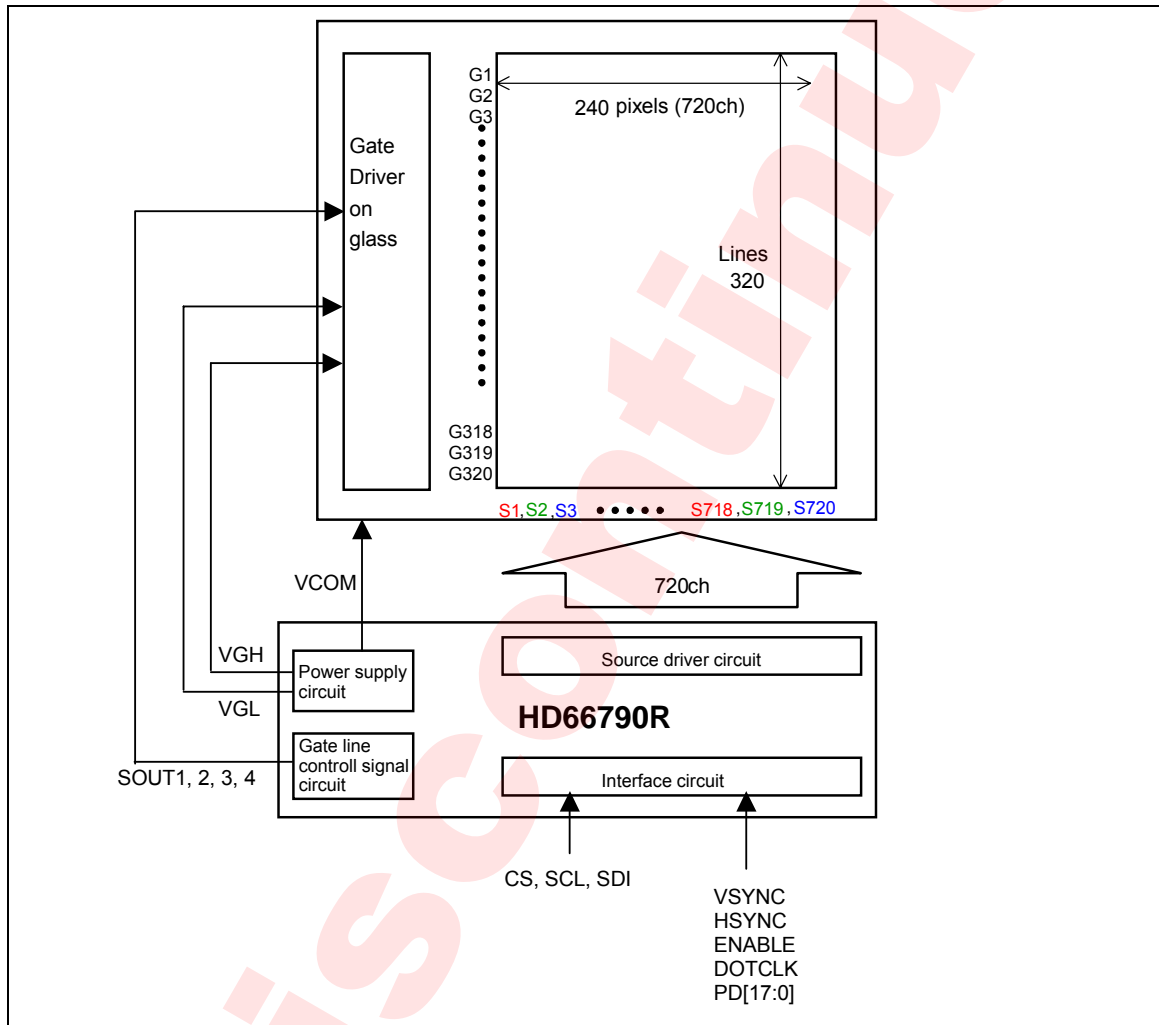 G1
G2
G3
240 pixels (720ch)
Gate
Driver
on
glass
Lines
320
G318
G319
G320
S1,S2,S3 ••••• S718,S719,S720
VCOM
720ch
VGH
VGL
Power supply
circuit
Source driver circuit
HD66790R
Gate line
controll signal
circuit
SOUT1, 2, 3, 4
Interface circuit
CS, SCL, SDI
VSYNC
HSYNC
ENABLE
DOTCLK
PD[17:0]